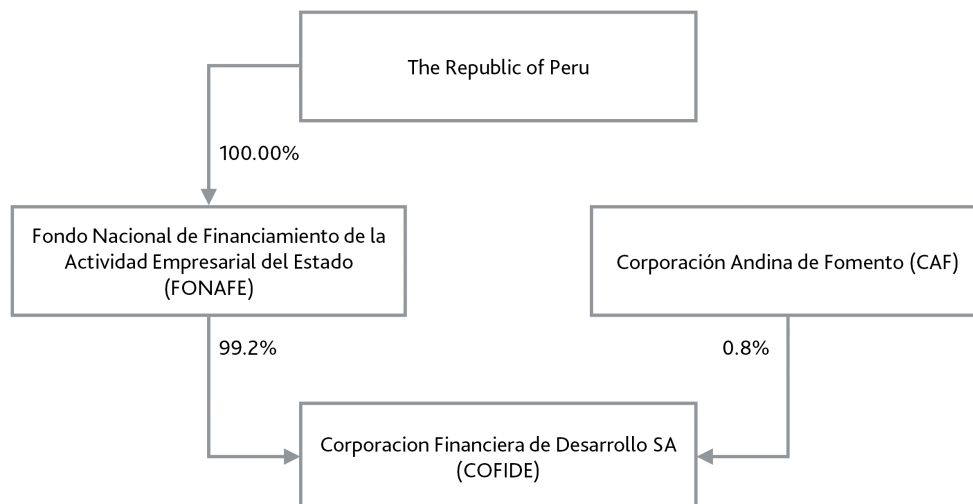 The Republic of Peru
100.00%
Fondo Nacional de Financiamiento de la
Actividad Empresarial del Estado
(FONAFE)
Corporación Andina de Fomento (CAF)
99.2%
0.8%
Corporacion Financiera de Desarrollo SA
(COFIDE)